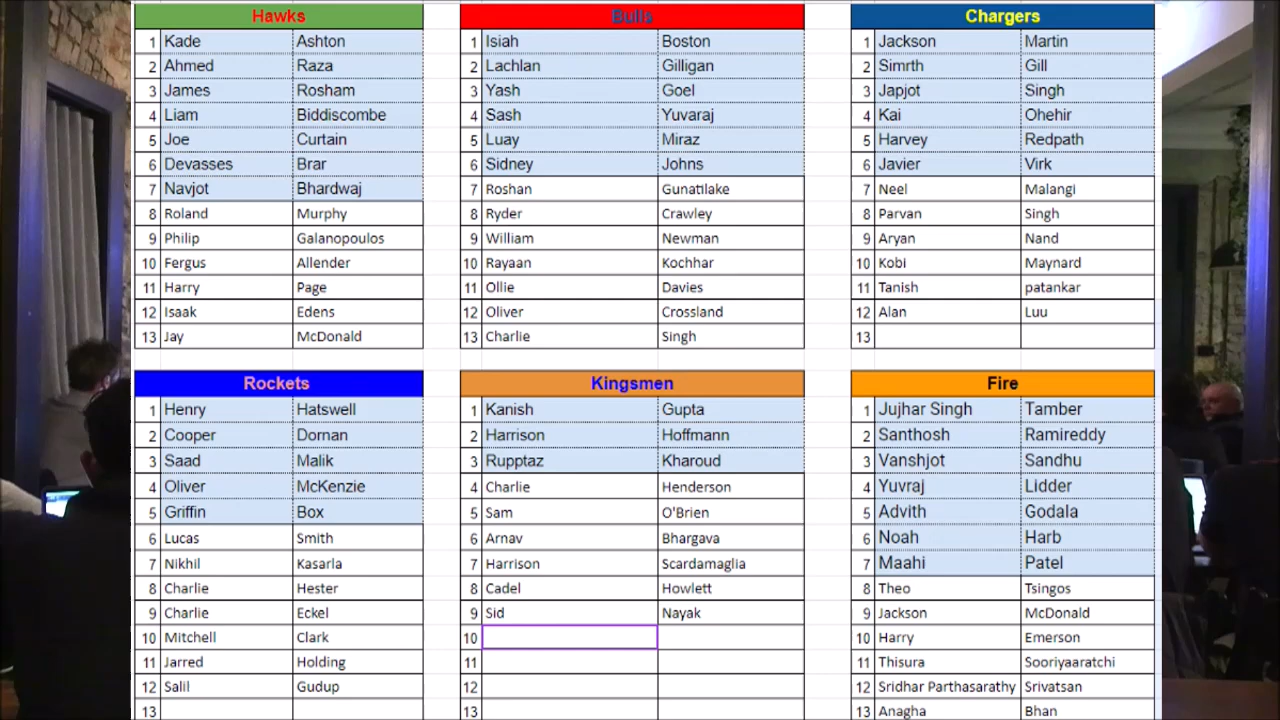 Hawks
1 Kade Ashton
2 Ahmed Raza
3 James Rosham
4 Liam Biddiscombe
5 Joe Curtain
6 Devasses Brar
7 Navjot Bhardwaj
8 Roland Murphy
9 Philip Galanopoulos
10 Fergus Allender
11 Harry Page
12 Isaak Edens
13 Jay McDonald
Bulls
1 Isiah Boston
2 Lachlan Gilligan
3 Yash Goel
4 Sash Yuvaraj
5 Luay Miraz
6 Sidney Johns
7 Roshan Gunatilake
8 Ryder Crawley
9 William Newman
10 Rayaan Kochhar
11 Ollie Davies
12 Oliver Crossland
13 Charlie Singh
Chargers
1 Jackson Martin
2 Simrth Gill
3 Japjot Singh
4 Kai Ohehir
5 Harvey Redpath
6 Javier Virk
7 Neel Malangi
8 Parvan Singh
9 Aryan Nand
10 Kobi Maynard
11 Tanish patankar
12 Alan Luu
13
Rockets
1 Henry Hatswell
2 Cooper Dornan
3 Saad Malik
4 Oliver McKenzie
5 Griffin Box
6 Lucas Smith
7 Nikhil Kasarla
8 Charlie Hester
9 Charlie Eckel
10 Mitchell Clark
11 Jarred Holding
12 Salil Gudup
13
Kingsmen
1 Kanish Gupta
2 Harrison Hoffmann
3 Rupptaz Kharoud
4 Charlie Henderson
5 Sam O'Brien
6 Arnav Bhargava
7 Harrison Scardamaglia
8 Cadel Howlett
9 Sid Nayak
10
11
12
13
Fire
1 Jujhar Singh Tamber
2 Santhosh Ramireddy
3 Vanshjot Sandhu
4 Yuvraj Lidder
5 Advith Godala
6 Noah Harb
7 Maahi Patel
8 Theo Tsingos
9 Jackson McDonald
10 Harry Emerson
11 Thisura Sooriyaaratchi
12 Sridhar Parthasarathy Srivatsan
13 Anagha Bhan